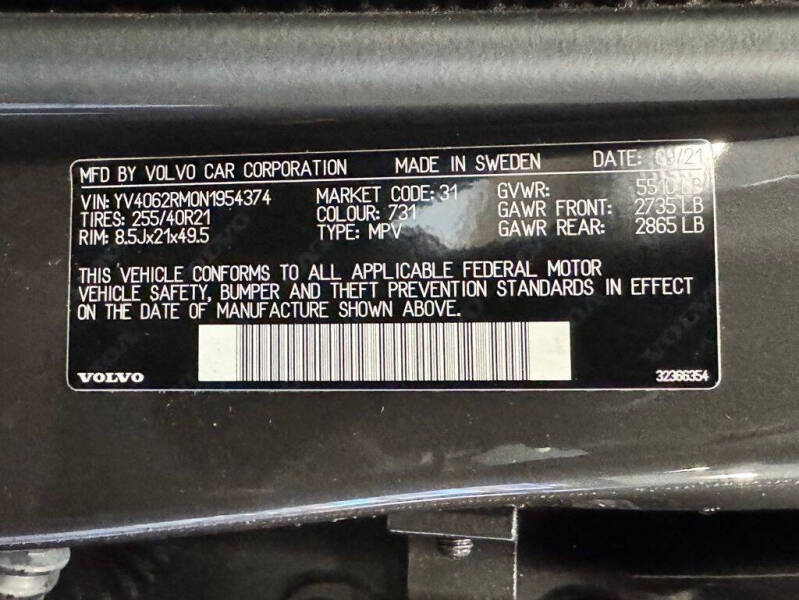 MFD BY VOLVO CAR CORPORATION MADE IN SWEDEN DATE: 09/21
VIN: YV4062RM0N1954374 MARKET CODE: 31 GVWR: 5510 LB
TIRES: 255/40R21 COLOUR: 731 GAWR FRONT: 2735 LB
RIM: 8.5Jx21x49.5 TYPE: MPV GAWR REAR: 2865 LB
THIS VEHICLE CONFORMS TO ALL APPLICABLE FEDERAL MOTOR
VEHICLE SAFETY, BUMPER AND THEFT PREVENTION STANDARDS IN EFFECT
ON THE DATE OF MANUFACTURE SHOWN ABOVE.
VOLVO 32366354